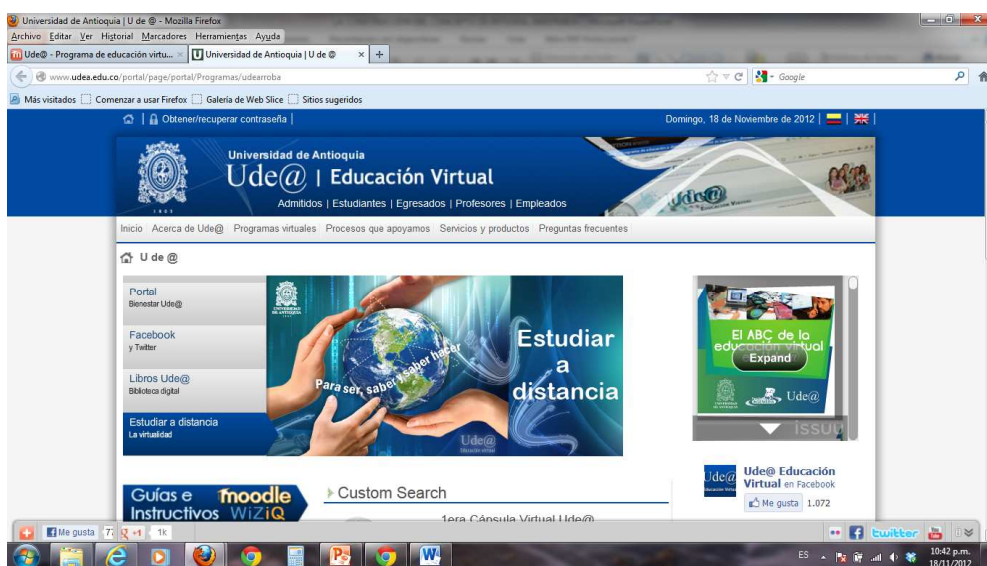 Universidad de Antioquia | U de @ - Mozilla Firefox
Archivo Editar Ver Historial Marcadores Herramientas Ayuda
Ude@ - Programa de educación virtu... × Universidad de Antioquia | U de @ × +
www.udea.edu.co/portal/page/portal/Programas/udearroba Google
Más visitados Comenzar a usar Firefox Galería de Web Slice Sitios sugeridos
| Obtener/recuperar contraseña | Domingo, 18 de Noviembre de 2012 | | |
Universidad de Antioquia
Ude@ | Educación Virtual
Admitidos | Estudiantes | Egresados | Profesores | Empleados
1803
Ude@
Inicio Acerca de Ude@ Programas virtuales Procesos que apoyamos Servicios y productos Preguntas frecuentes
U de @
Portal
Bienestar Ude@
Facebook
y Twitter
Libros Ude@
Biblioteca digital
Estudiar a distancia
La virtualidad
Para ser, saber y saber hacer
Estudiar
a
distancia
Ude@
El ABC de la
educación virtual
Expand
Ude@
issuu
Guías e moodle
Instructivos WiZiQ
Custom Search
1era Cápsula Virtual Ude@
Ude@
Ude@ Educación
Virtual en Facebook
Me gusta 1.072
Me gusta +1 1k
twitter
ES
10:42 p.m.
18/11/2012